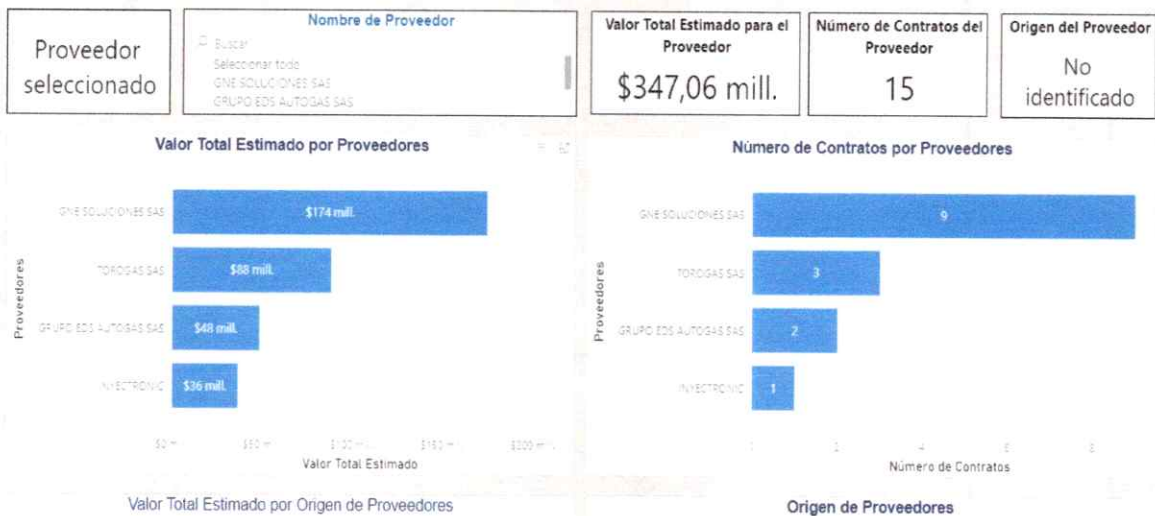 Proveedor
seleccionado
Nombre de Proveedor
Buscar
Seleccionar todo
GNE SOLUCIONES SAS
GRUPO EDS AUTOGAS SAS
Valor Total Estimado para el
Proveedor
$347,06 mill.
Número de Contratos del
Proveedor
15
Origen del Proveedor
No
identificado
Valor Total Estimado por Proveedores
Proveedores
GNE SOLUCIONES SAS
$174 mill.
TOROGAS SAS
$88 mill.
GRUPO EDS AUTOGAS SAS
$48 mill.
INYECTRONIC
$36 mill.
Valor Total Estimado
Número de Contratos por Proveedores
Proveedores
GNE SOLUCIONES SAS
9
TOROGAS SAS
3
GRUPO EDS AUTOGAS SAS
2
INYECTRONIC
1
4
6
8
Número de Contratos
Valor Total Estimado por Origen de Proveedores
Origen de Proveedores